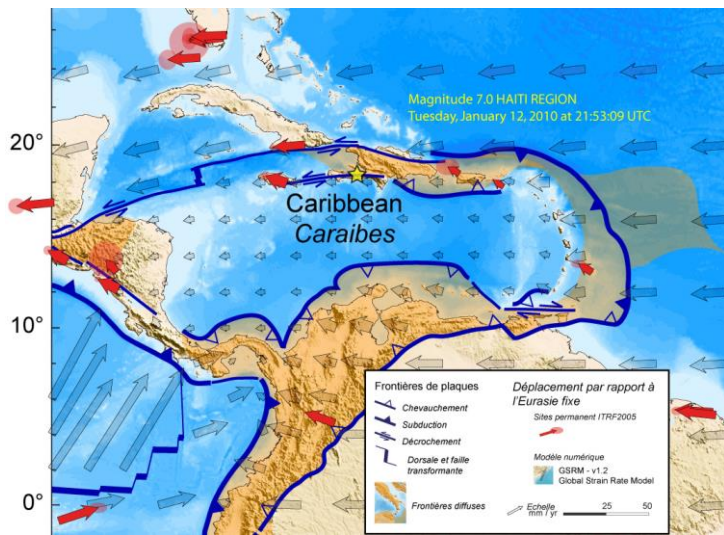 Magnitude 7.0 HAITI REGION
Tuesday, January 12, 2010 at 21:53:09 UTC
20°
Caribbean
Caraibes
10°
0°
Frontières de plaques
Chevauchement
Subduction
Décrochement
Dorsale et faille
transformante
Frontières diffuses
Déplacement par rapport à
l'Eurasie fixe
Sites permanent ITRF2005
Modèle numérique
GSRM - v1.2
Global Strain Rate Model
Echelle
mm / yr
25 50